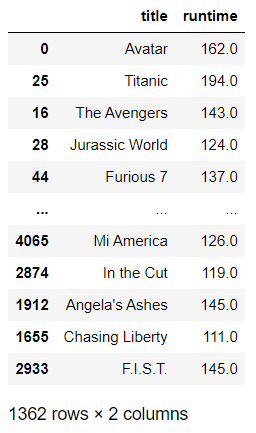 title runtime
0 Avatar 162.0
25 Titanic 194.0
16 The Avengers 143.0
28 Jurassic World 124.0
44 Furious 7 137.0
... ... ...
4065 Mi America 126.0
2874 In the Cut 119.0
1912 Angela's Ashes 145.0
1655 Chasing Liberty 111.0
2933 F.I.S.T. 145.0
1362 rows × 2 columns